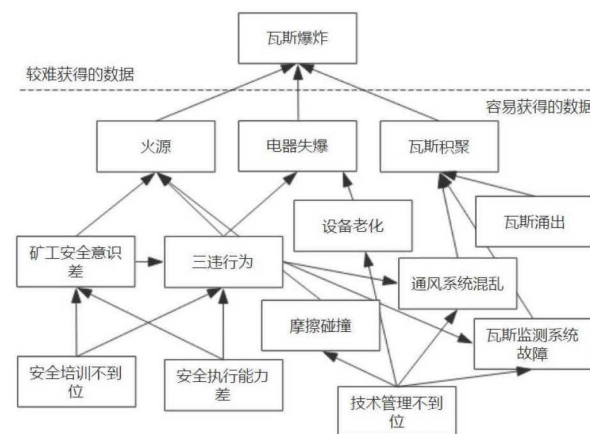 瓦斯爆炸
较难获得的数据
容易获得的数据
火源
电器失爆
瓦斯积聚
设备老化
瓦斯涌出
矿工安全意识
差
三违行为
通风系统混乱
摩擦碰撞
瓦斯监测系统
故障
安全培训不到
位
安全执行能力
差
技术管理不到
位